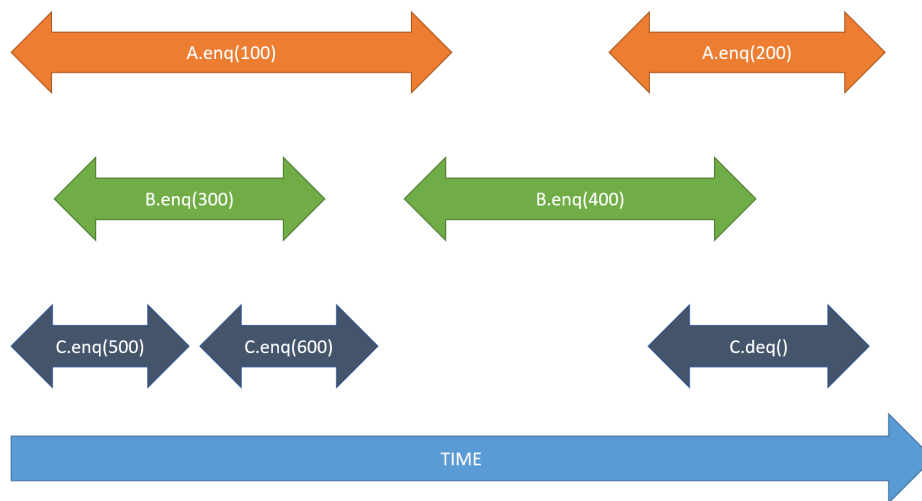 A.enq(100)
A.enq(200)
B.enq(300)
B.enq(400)
C.enq(500)
C.enq(600)
C.deq()
TIME